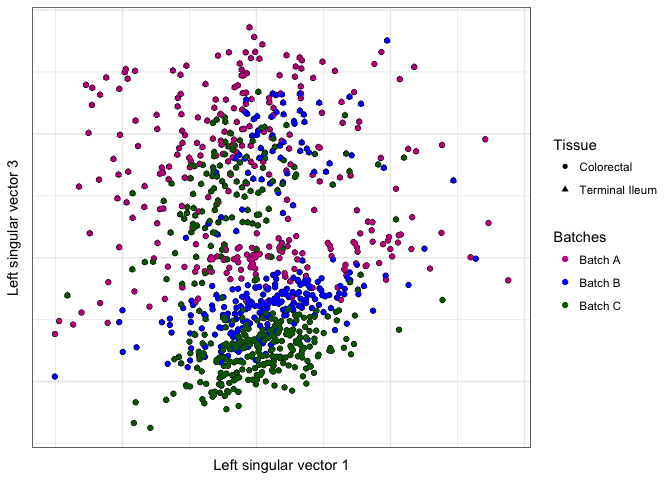 Left singular vector 3
Left singular vector 1
Tissue
Colorectal
Terminal Ileum
Batches
Batch A
Batch B
Batch C